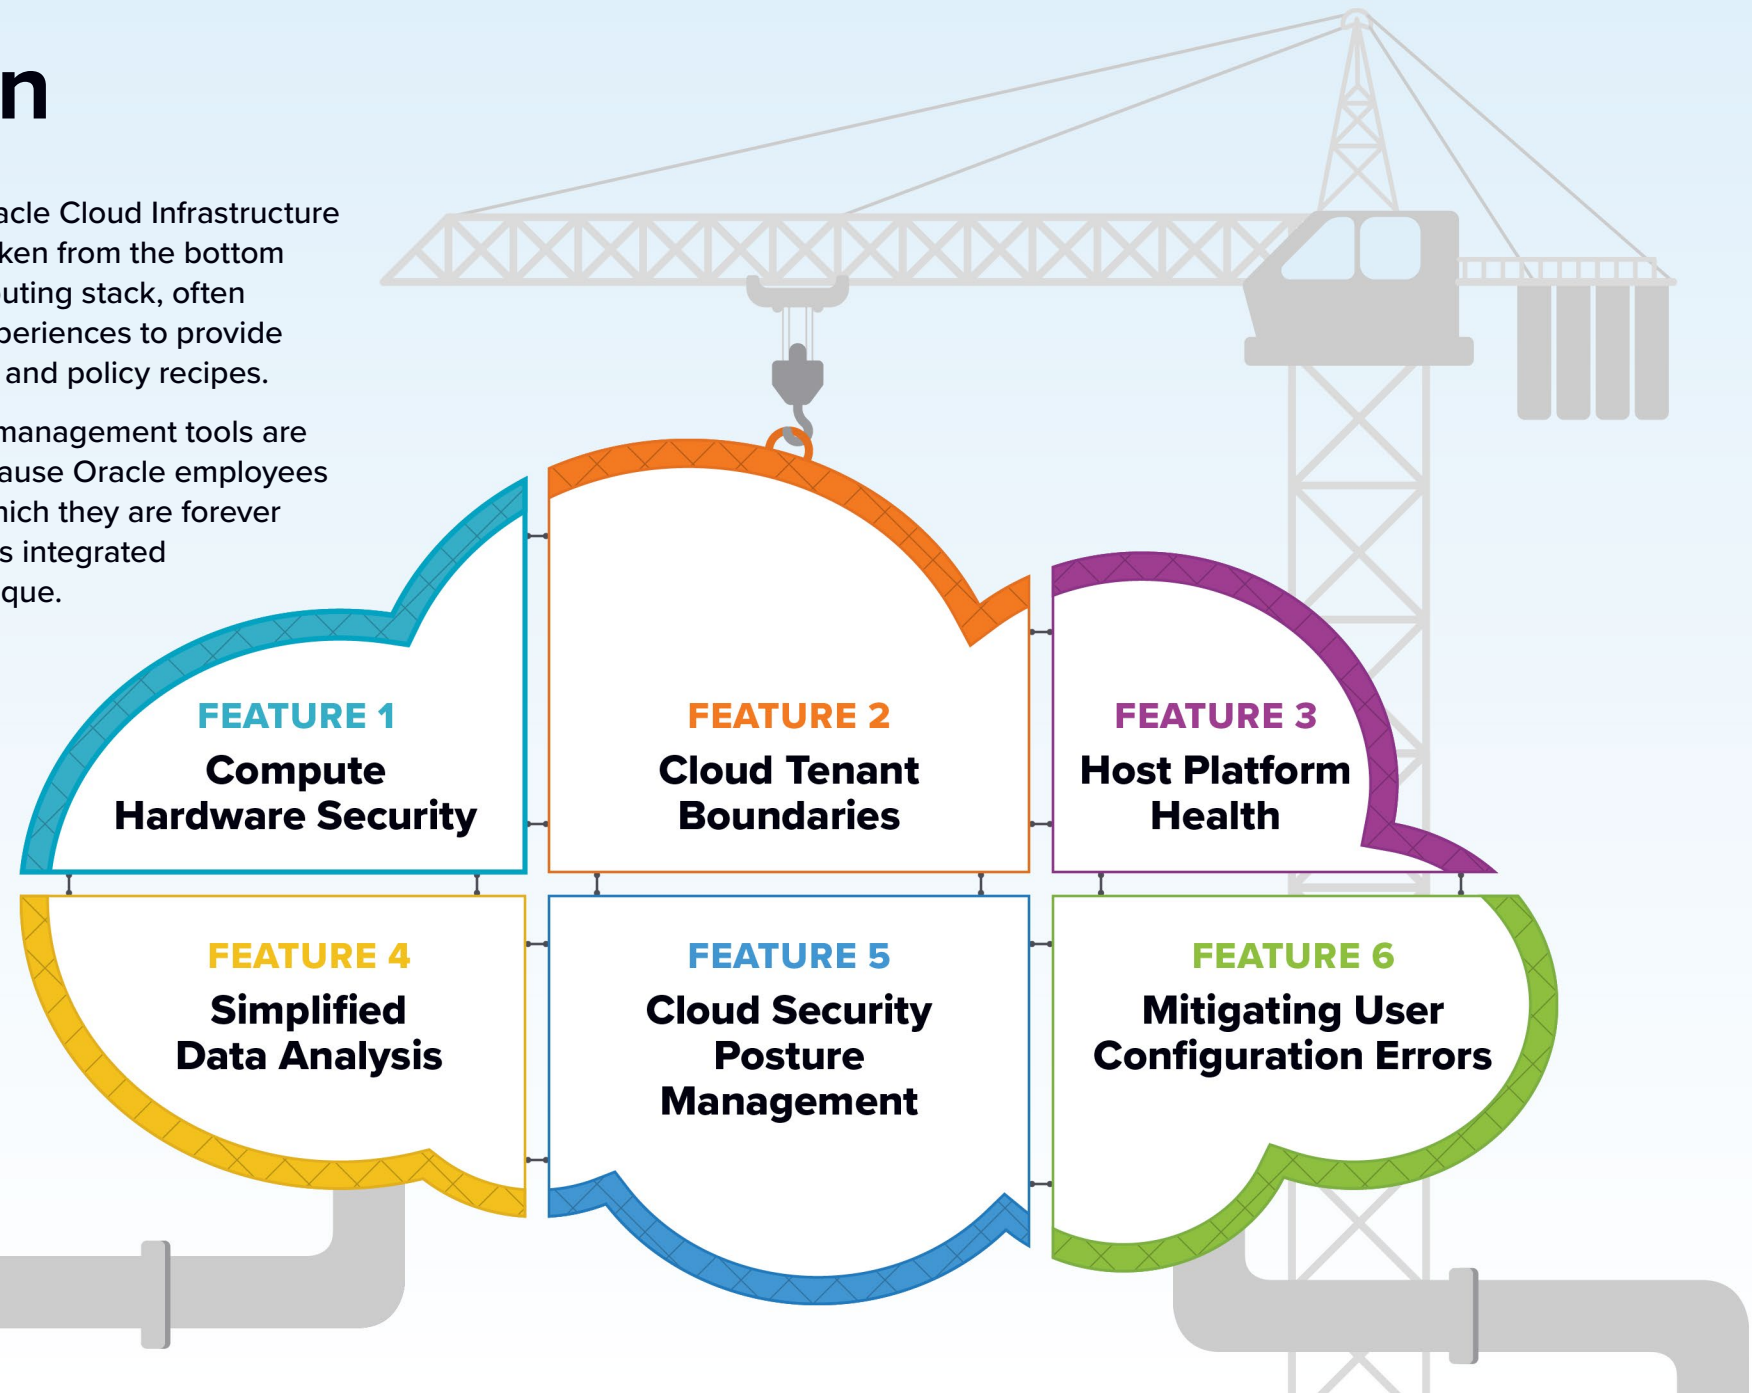 n
acle Cloud Infrastructure
ken from the bottom
outing stack, often
periences to provide
and policy recipes.
management tools are
ause Oracle employees
hich they are forever
s integrated
que.
FEATURE 1
Compute
Hardware Security
FEATURE 2
Cloud Tenant
Boundaries
FEATURE 3
Host Platform
Health
FEATURE 4
Simplified
Data Analysis
FEATURE 5
Cloud Security
Posture
Management
FEATURE 6
Mitigating User
Configuration Errors